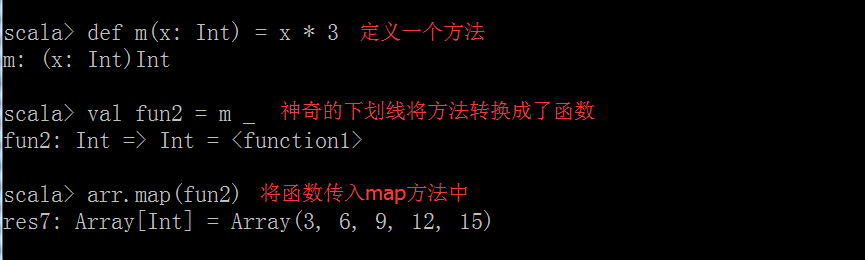 scala> def m(x: Int) = x * 3 定义一个方法
m: (x: Int)Int
scala> val fun2 = m _ 神奇的下划线将方法转换成了函数
fun2: Int => Int = <function1>
scala> arr.map(fun2) 将函数传入map方法中
res7: Array[Int] = Array(3, 6, 9, 12, 15)